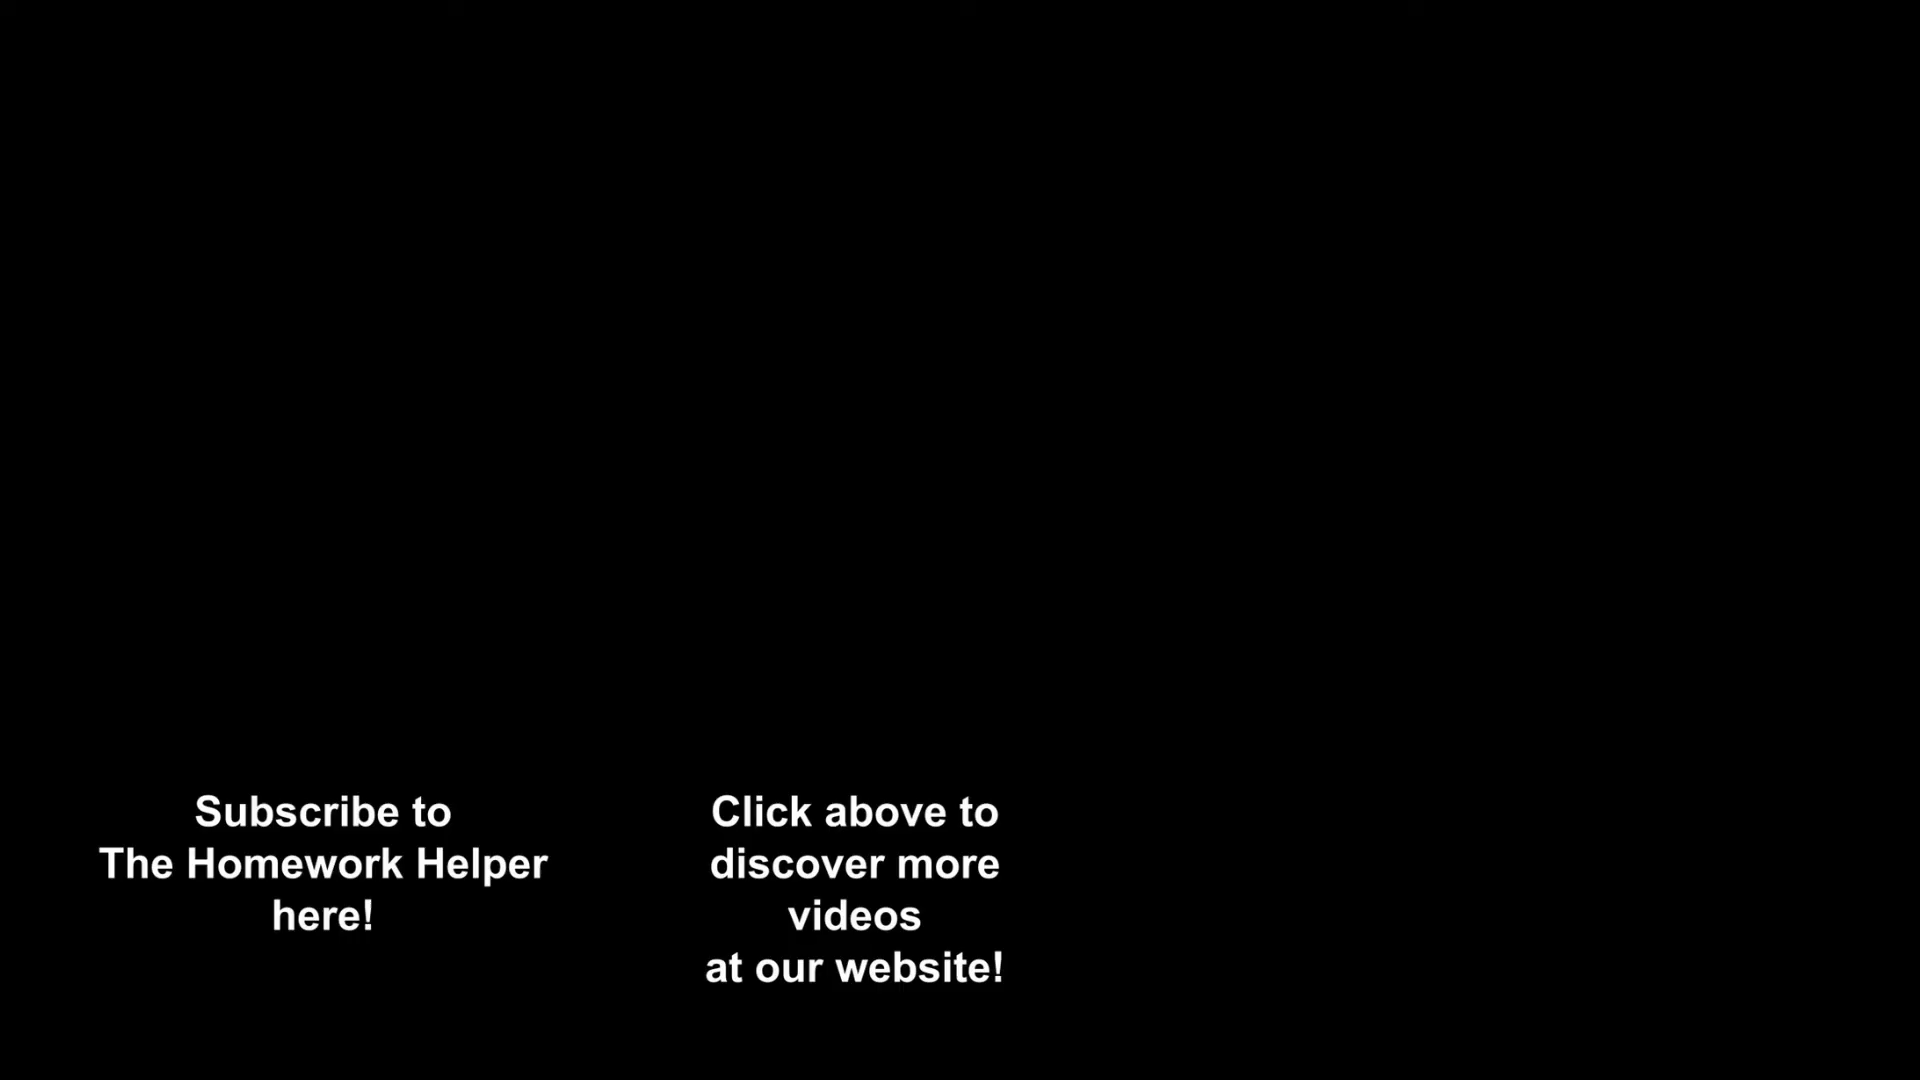 Subscribe to
The Homework Helper
here!
Click above to
discover more
videos
at our website!